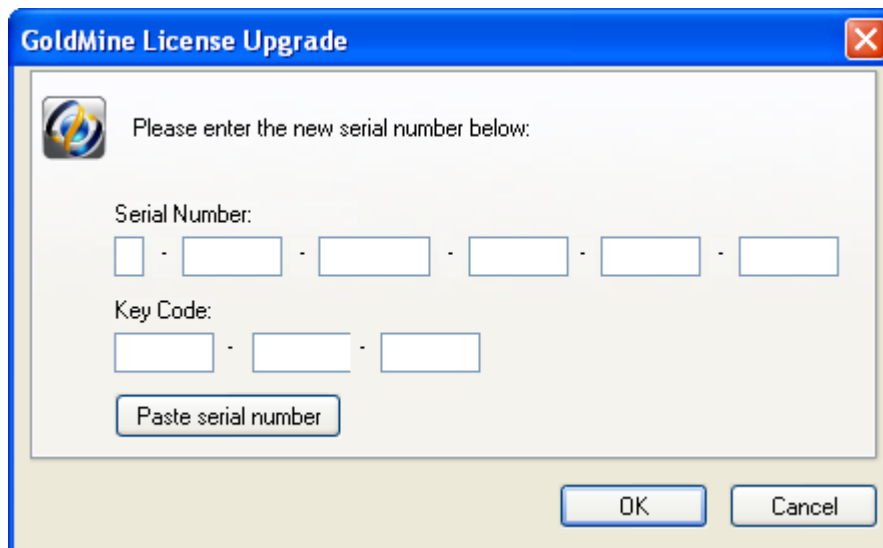 GoldMine License Upgrade
Please enter the new serial number below:
Serial Number:
- - - - -
Key Code:
- -
Paste serial number
OK Cancel